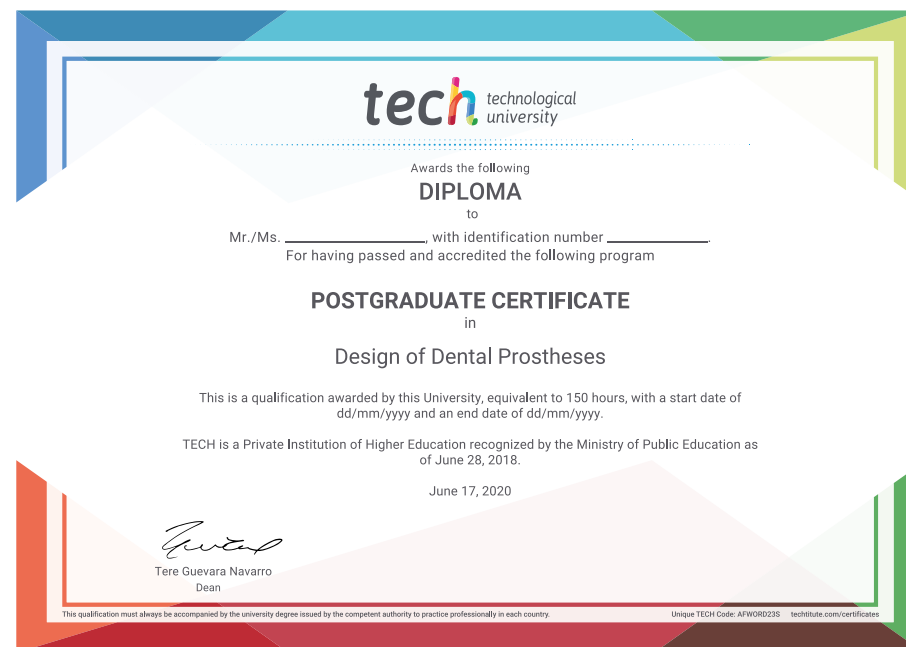 tech technological
university
Awards the following
DIPLOMA
to
Mr./Ms. ____________________, with identification number ______________.
For having passed and accredited the following program
POSTGRADUATE CERTIFICATE
in
Design of Dental Prostheses
This is a qualification awarded by this University, equivalent to 150 hours, with a start date of
dd/mm/yyyy and an end date of dd/mm/yyyy.
TECH is a Private Institution of Higher Education recognized by the Ministry of Public Education as
of June 28, 2018.
June 17, 2020
Tere Guevara Navarro
Dean
This qualification must always be accompanied by the university degree issued by the competent authority to practice professionally in each country. Unique TECH Code: AFWORD23S techtitute.com/certificates